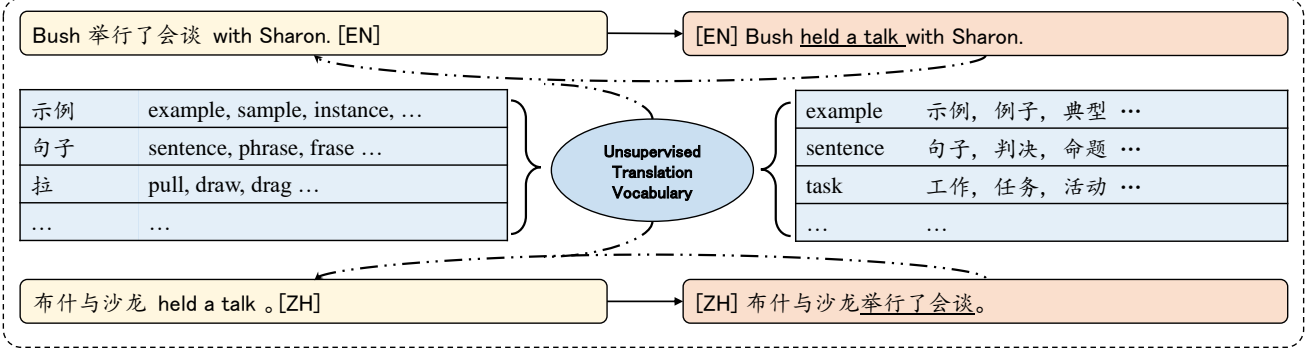 Bush 举行了会谈 with Sharon. [EN]
[EN] Bush held a talk with Sharon.
示例 example, sample, instance, …
句子 sentence, phrase, frase …
拉 pull, draw, drag …
… …
Unsupervised
Translation
Vocabulary
example 示例, 例子, 典型 …
sentence 句子, 判决, 命题 …
task 工作, 任务, 活动 …
… …
布什与沙龙 held a talk 。[ZH]
[ZH] 布什与沙龙举行了会谈。